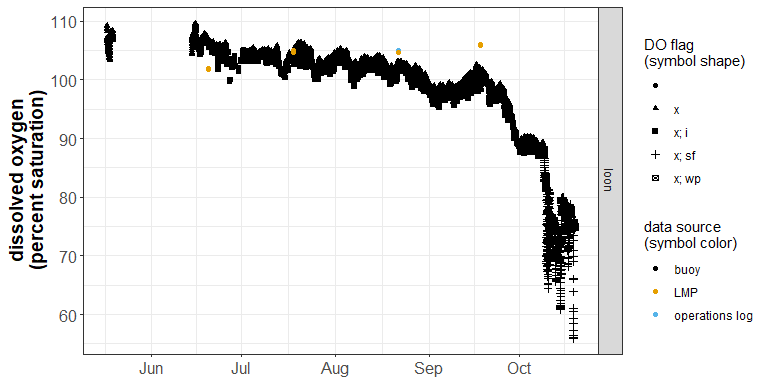 dissolved oxygen
(percent saturation)
110
100
90
80
70
60
Jun
Jul
Aug
Sep
Oct
loon
DO flag
(symbol shape)
x
x; i
x; sf
x; wp
data source
(symbol color)
buoy
LMP
operations log